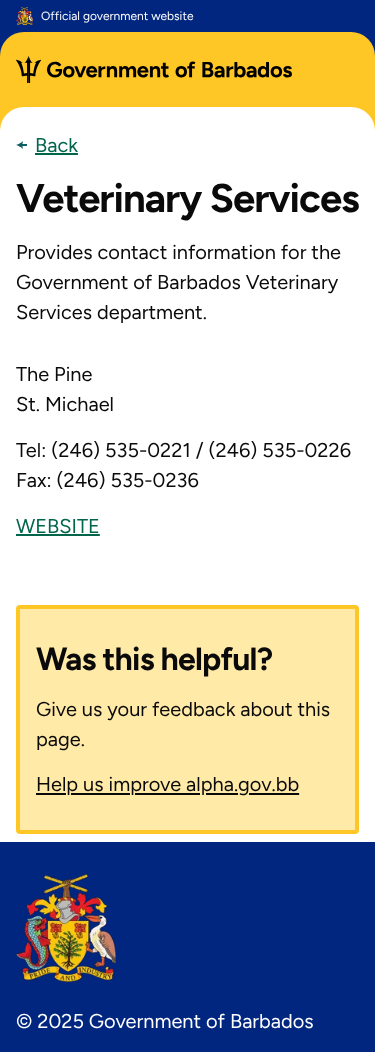 Official government website
Government of Barbados
← Back
Veterinary Services
Provides contact information for the
Government of Barbados Veterinary
Services department.
The Pine
St. Michael
Tel: (246) 535-0221 / (246) 535-0226
Fax: (246) 535-0236
WEBSITE
Was this helpful?
Give us your feedback about this
page.
Help us improve alpha.gov.bb
PRIDE AND INDUSTRY
© 2025 Government of Barbados